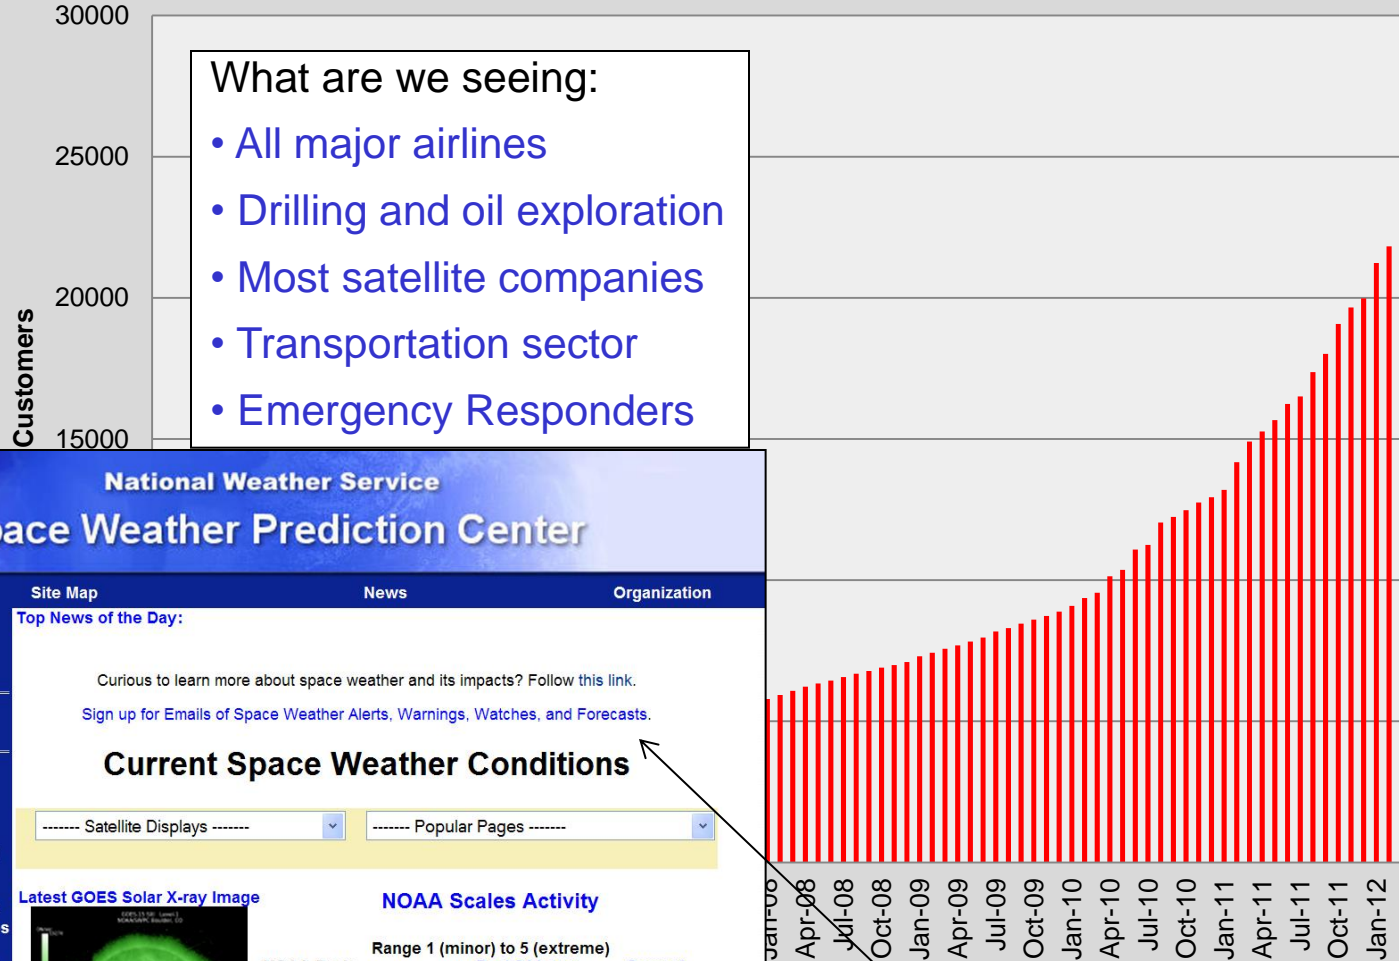 30000
What are we seeing:
• All major airlines
25000
• Drilling and oil exploration
• Most satellite companies
20000
• Transportation sector
Customers
• Emergency Responders
15000
National Weather Service
ace Weather Prediction Center
Site Map News Organization
Top News of the Day:
Curious to learn more about space weather and its impacts? Follow this link.
Sign up for Emails of Space Weather Alerts, Warnings, Watches, and Forecasts.
Current Space Weather Conditions
------- Satellite Displays ------- ------- Popular Pages -------
Latest GOES Solar X-ray Image
NOAA Scales Activity
Range 1 (minor) to 5 (extreme)
s
Jan-08 Apr-08 Jul-08 Oct-08 Jan-09 Apr-09 Jul-09 Oct-09 Jan-10 Apr-10 Jul-10 Oct-10 Jan-11 Apr-11 Jul-11 Oct-11 Jan-12